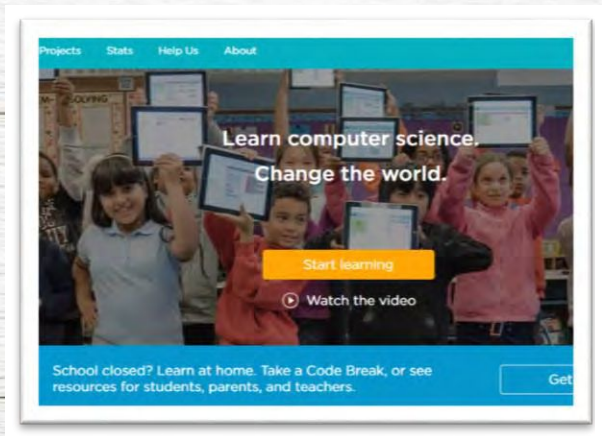 Projects Stats Help Us About
Learn computer science.
Change the world.
Start learning
Watch the video
School closed? Learn at home. Take a Code Break, or see
resources for students, parents, and teachers.
Get